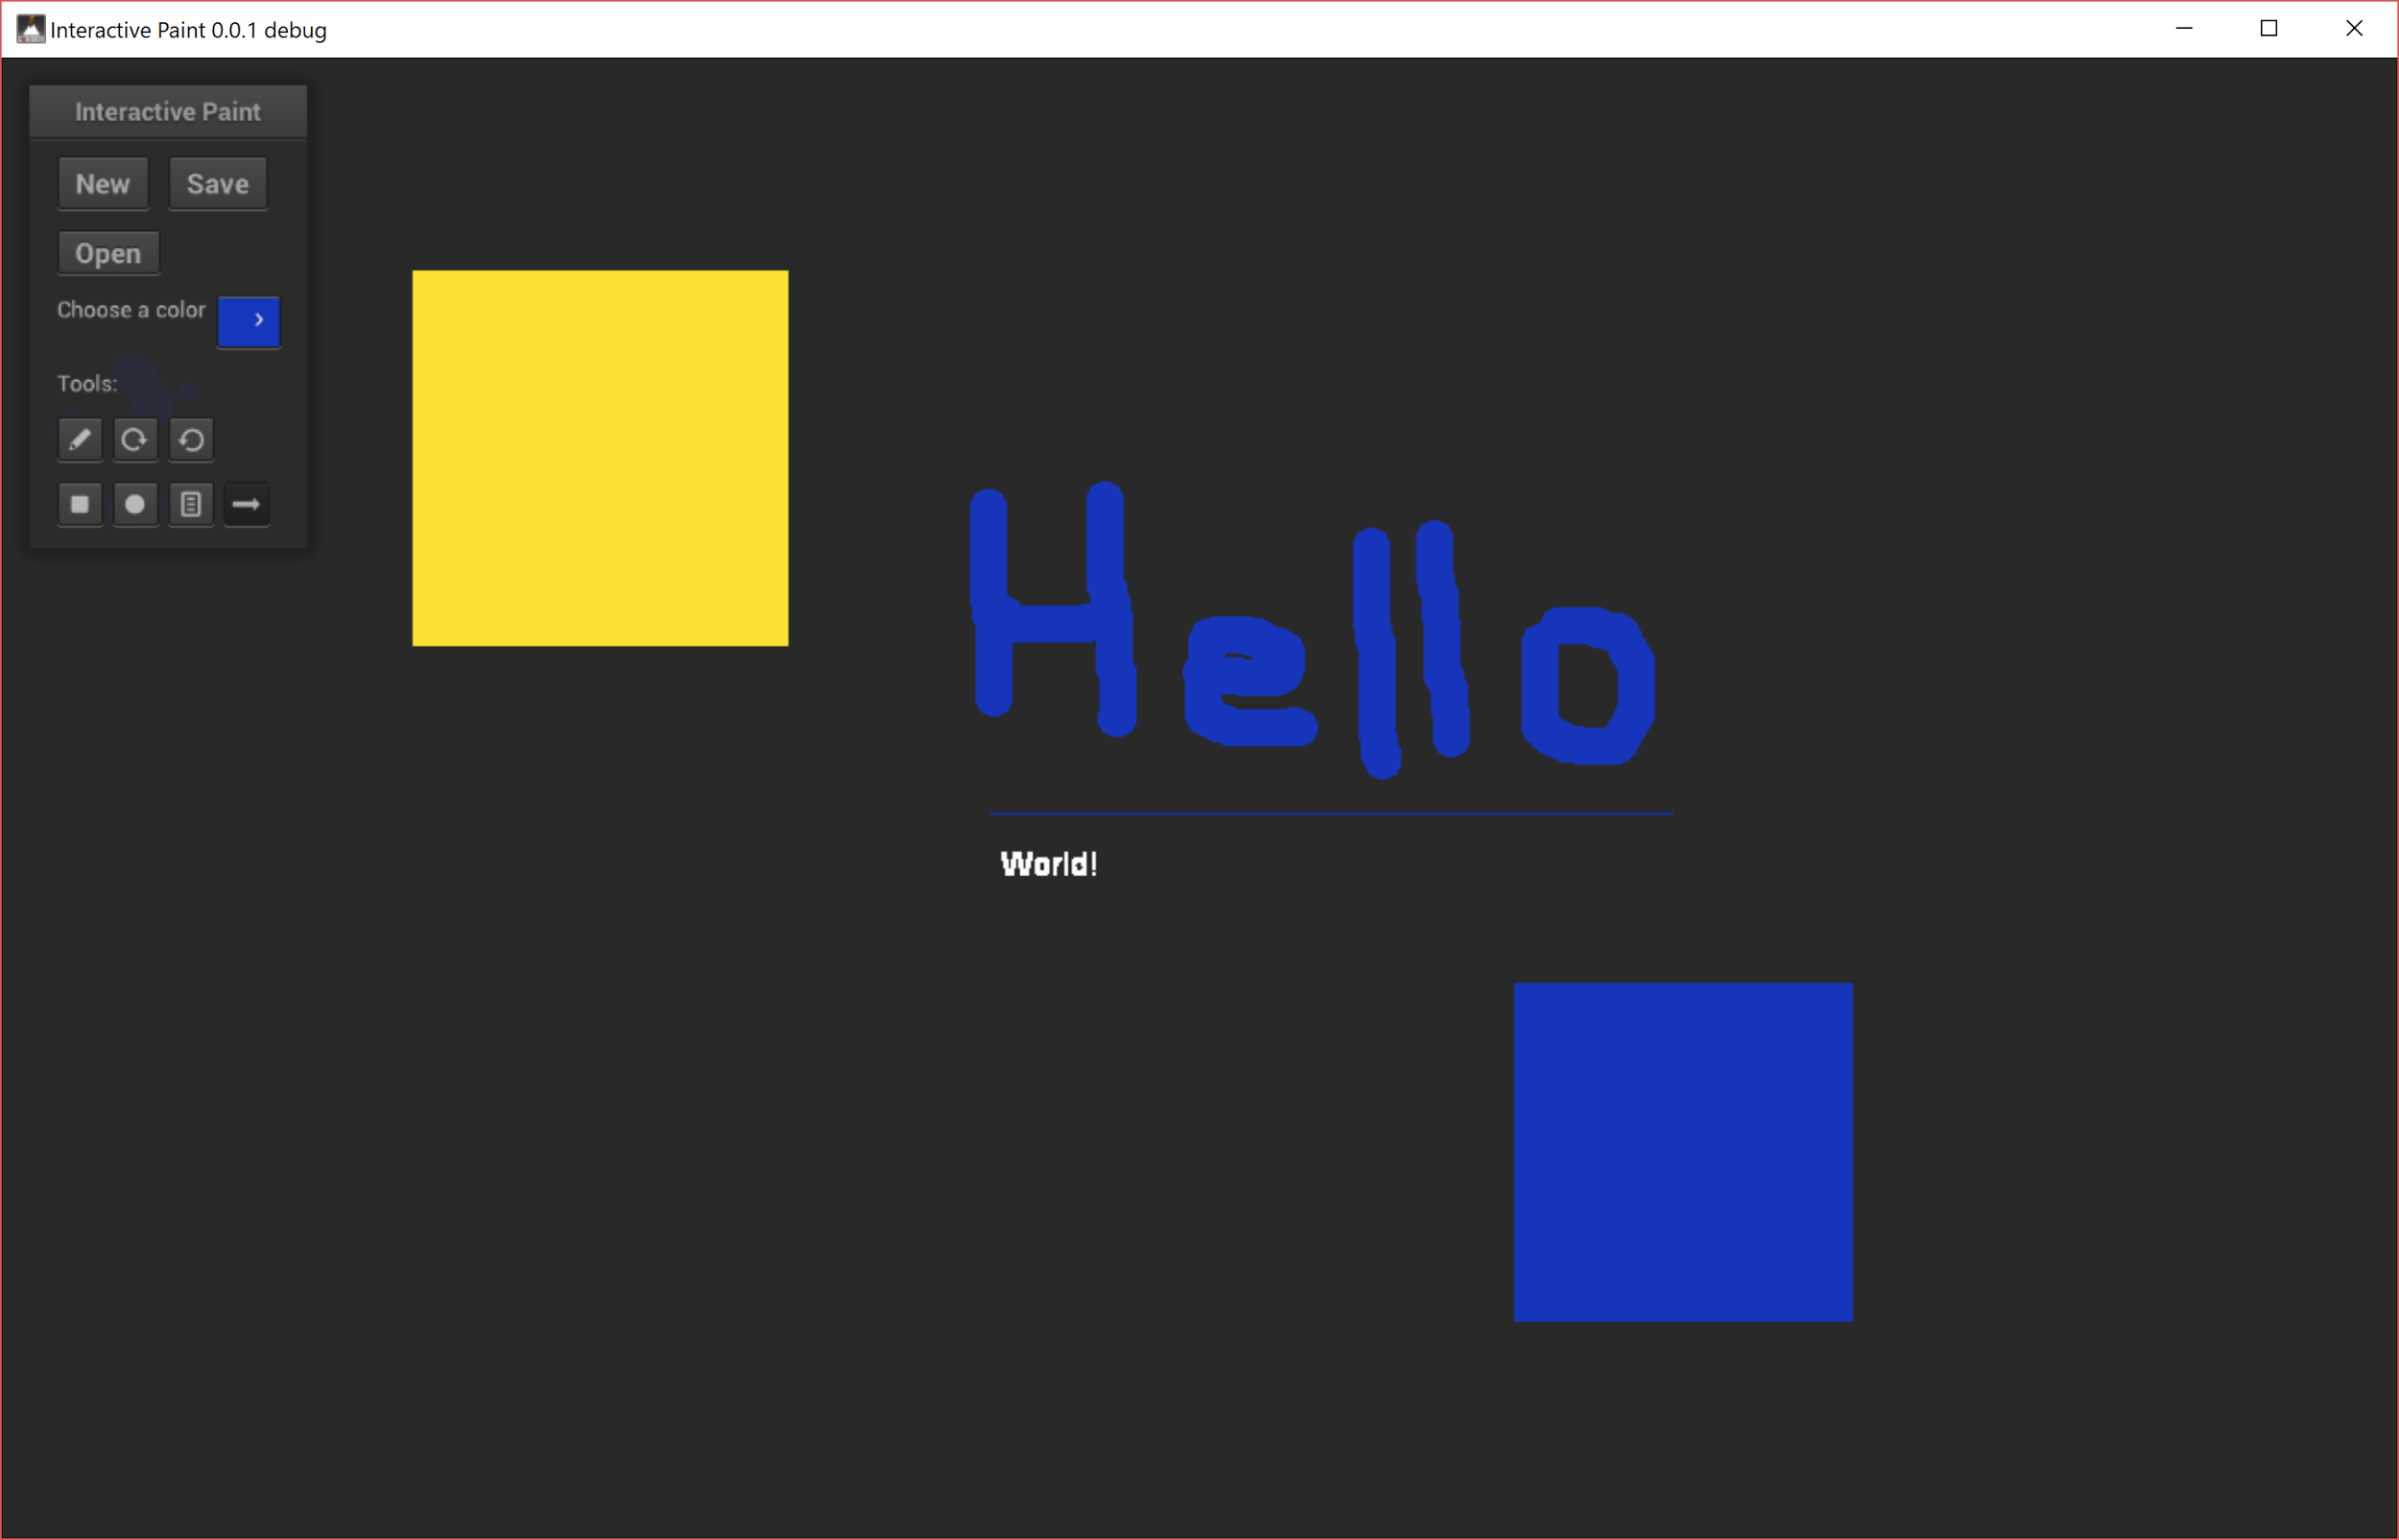 Interactive Paint 0.0.1 debug
Interactive Paint
New Save
Open
Choose a color
Tools:
Hello
World!